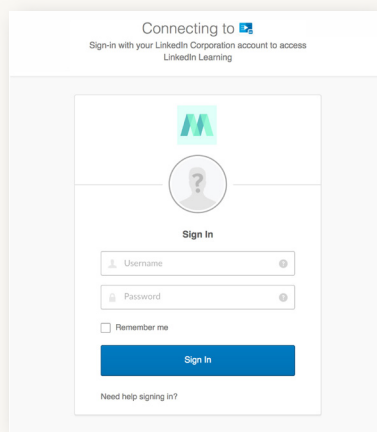 Connecting to
Sign-in with your LinkedIn Corporation account to access
LinkedIn Learning
Sign In
Username
Password
Remember me
Sign In
Need help signing in?